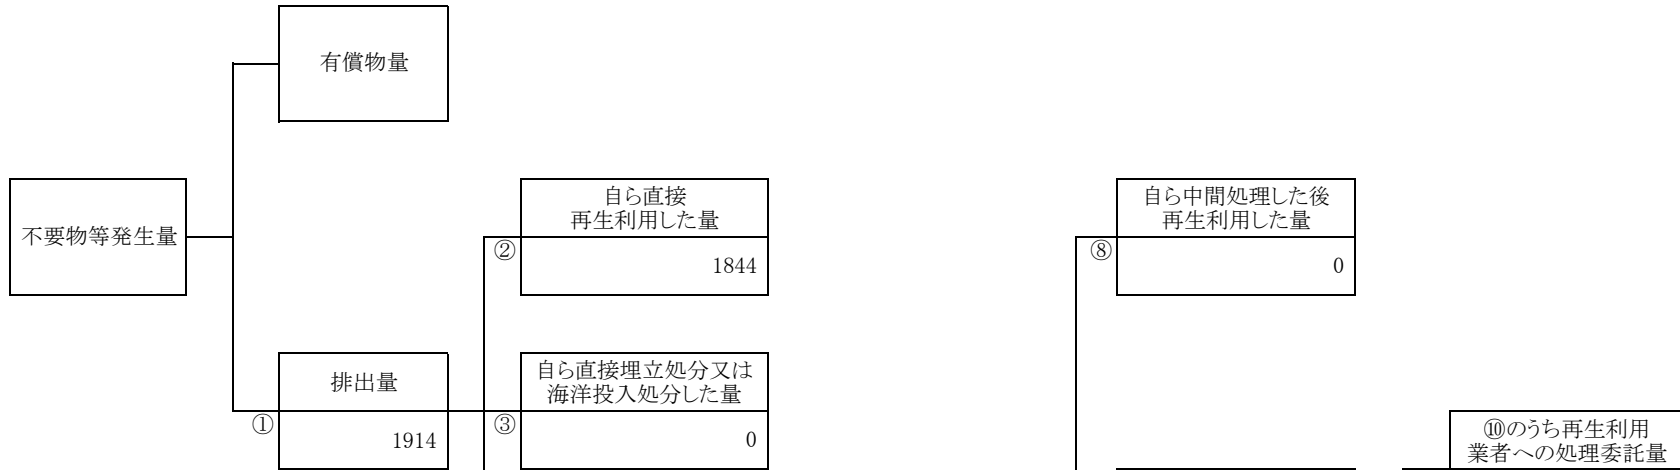 有償物量
不要物等発生量
自ら直接
再生利用した量
②
1844
自ら中間処理した後
再生利用した量
⑧
0
排出量
①
1914
自ら直接埋立処分又は
海洋投入処分した量
③
0
⑩のうち再生利用
業者への処理委託量